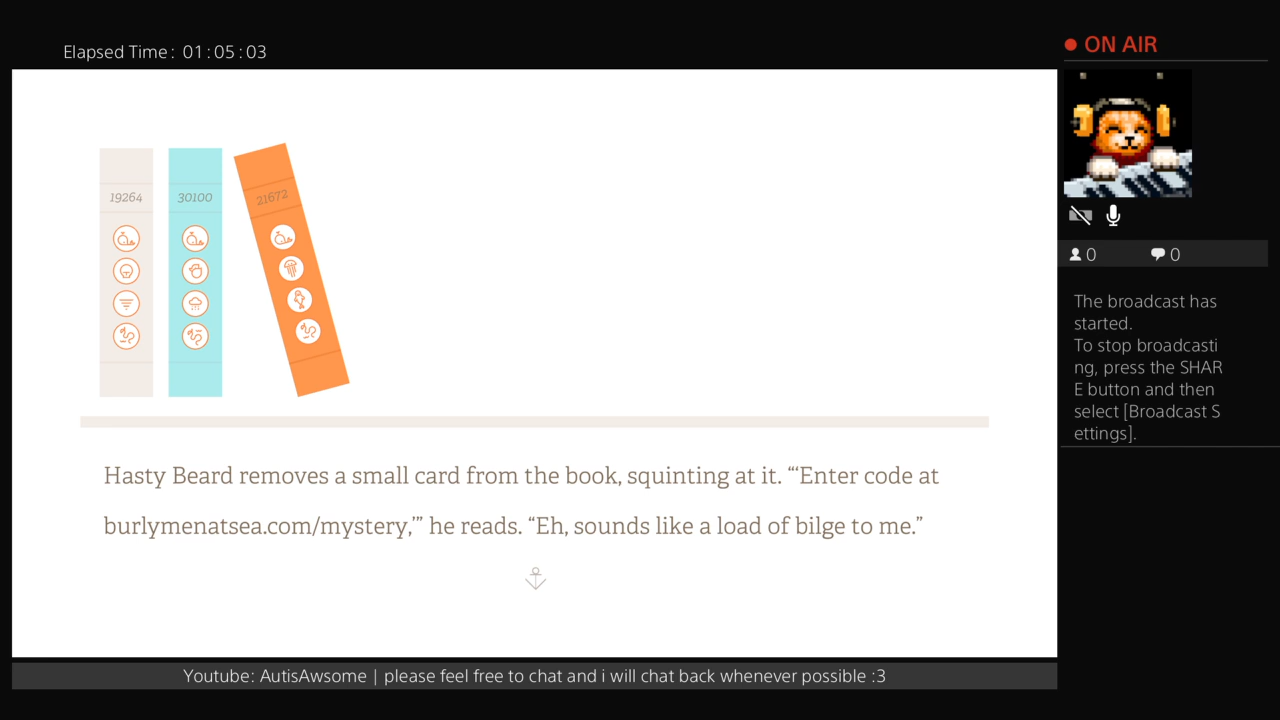 Elapsed Time: 01:05:03
ON AIR
19264
30100
21672
0
0
The broadcast has
started.
To stop broadcasti
ng, press the SHAR
E button and then
select [Broadcast S
ettings].
Hasty Beard removes a small card from the book, squinting at it. “‘Enter code at
burlymenatsea.com/mystery,’” he reads. “Eh, sounds like a load of bilge to me.”
Youtube: AutisAwsome | please feel free to chat and i will chat back whenever possible :3